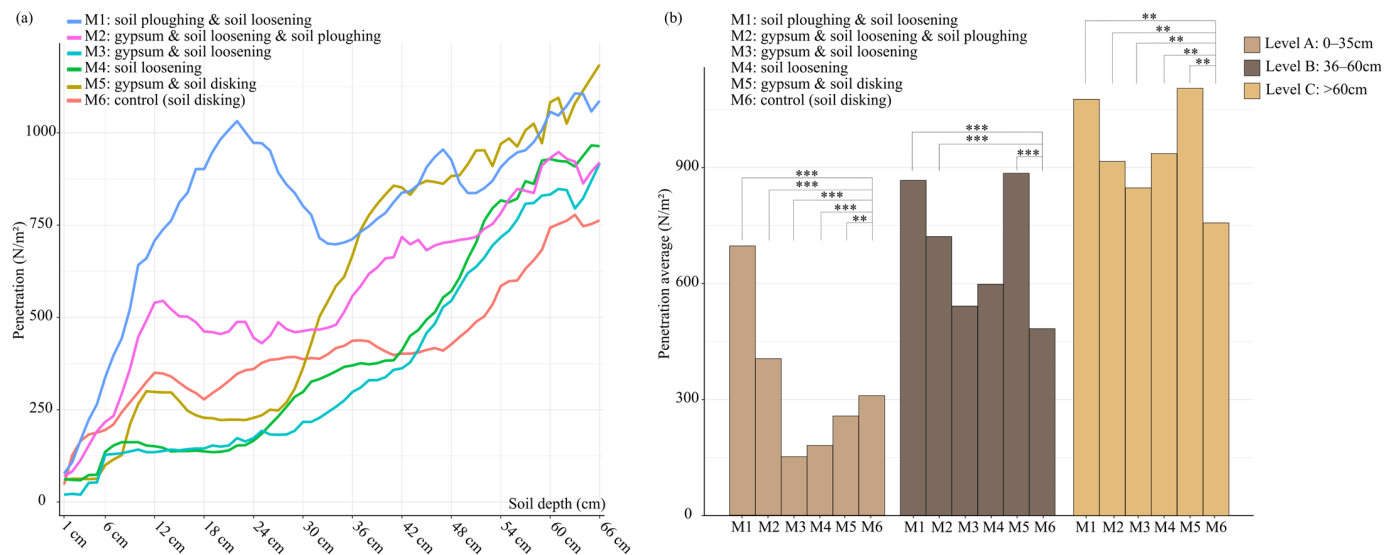 (a)
M1: soil ploughing & soil loosening
M2: gypsum & soil loosening & soil ploughing
M3: gypsum & soil loosening
M4: soil loosening
M5: gypsum & soil disking
M6: control (soil disking)
Penetration (N/m²)
1000
750
500
250
0
Soil depth (cm)
1 cm
6 cm
12 cm
18 cm
24 cm
30 cm
36 cm
42 cm
48 cm
54 cm
60 cm
66 cm
(b)
M1: soil ploughing & soil loosening
M2: gypsum & soil loosening & soil ploughing
M3: gypsum & soil loosening
M4: soil loosening
M5: gypsum & soil disking
M6: control (soil disking)
Level A: 0–35cm
Level B: 36–60cm
Level C: >60cm
Penetration average (N/m²)
900
600
300
0
***
***
***
***
**
***
***
***
**
**
**
**
**
M1 M2 M3 M4 M5 M6 M1 M2 M3 M4 M5 M6 M1 M2 M3 M4 M5 M6